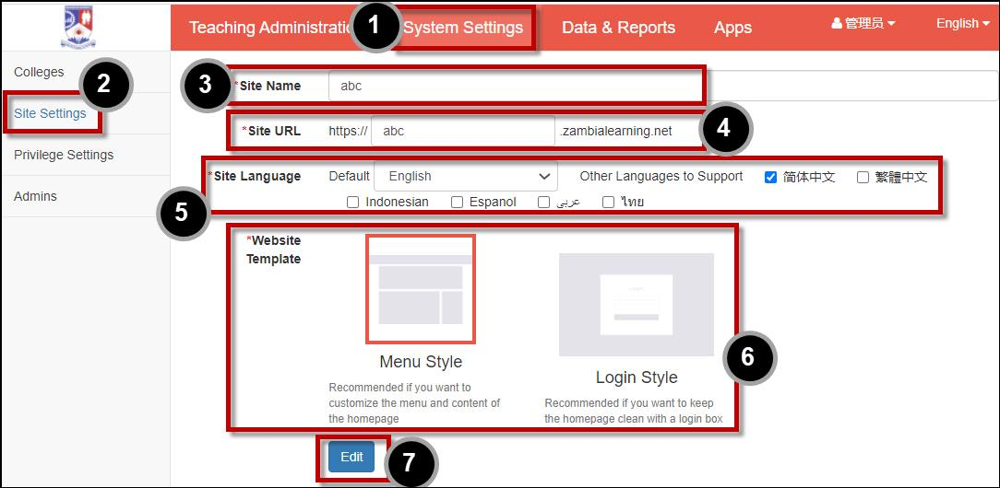 Teaching Administratio 1 System Settings Data & Reports Apps 管理员 English
Colleges
2
3 *Site Name abc
Site Settings
*Site URL https:// abc .zambialearning.net 4
Privilege Settings
*Site Language Default English Other Languages to Support 简体中文 繁體中文
Admins
Indonesian Espanol عربى ไทย
5
*Website
Template
6
Menu Style
Recommended if you want to
customize the menu and content of
the homepage
Login Style
Recommended if you want to keep
the homepage clean with a login box
Edit 7